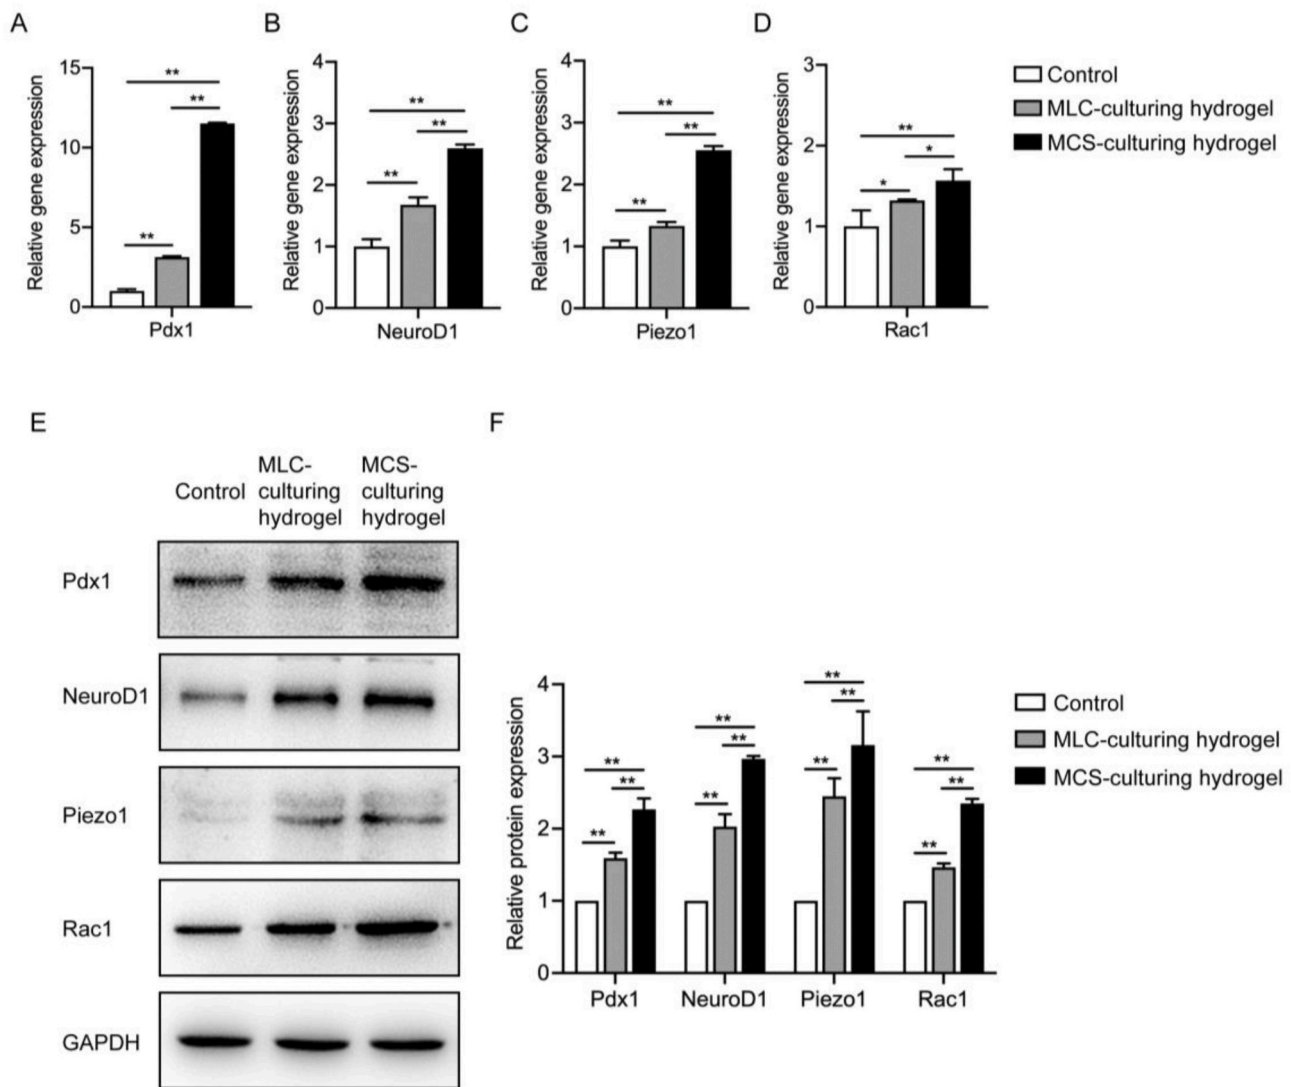 A
B
C
D
Relative gene expression
15
10
5
0
**
**
**
Pdx1
Relative gene expression
4
3
2
1
0
**
**
**
NeuroD1
Relative gene expression
4
3
2
1
0
**
**
**
Piezo1
Relative gene expression
3
2
1
0
**
*
*
Rac1
Control
MLC-culturing hydrogel
MCS-culturing hydrogel
E
Control
MLC-
culturing
hydrogel
MCS-
culturing
hydrogel
Pdx1
NeuroD1
Piezo1
Rac1
GAPDH
F
Relative protein expression
4
3
2
1
0
**
**
**
**
**
**
**
**
**
**
**
**
Pdx1
NeuroD1
Piezo1
Rac1
Control
MLC-culturing hydrogel
MCS-culturing hydrogel